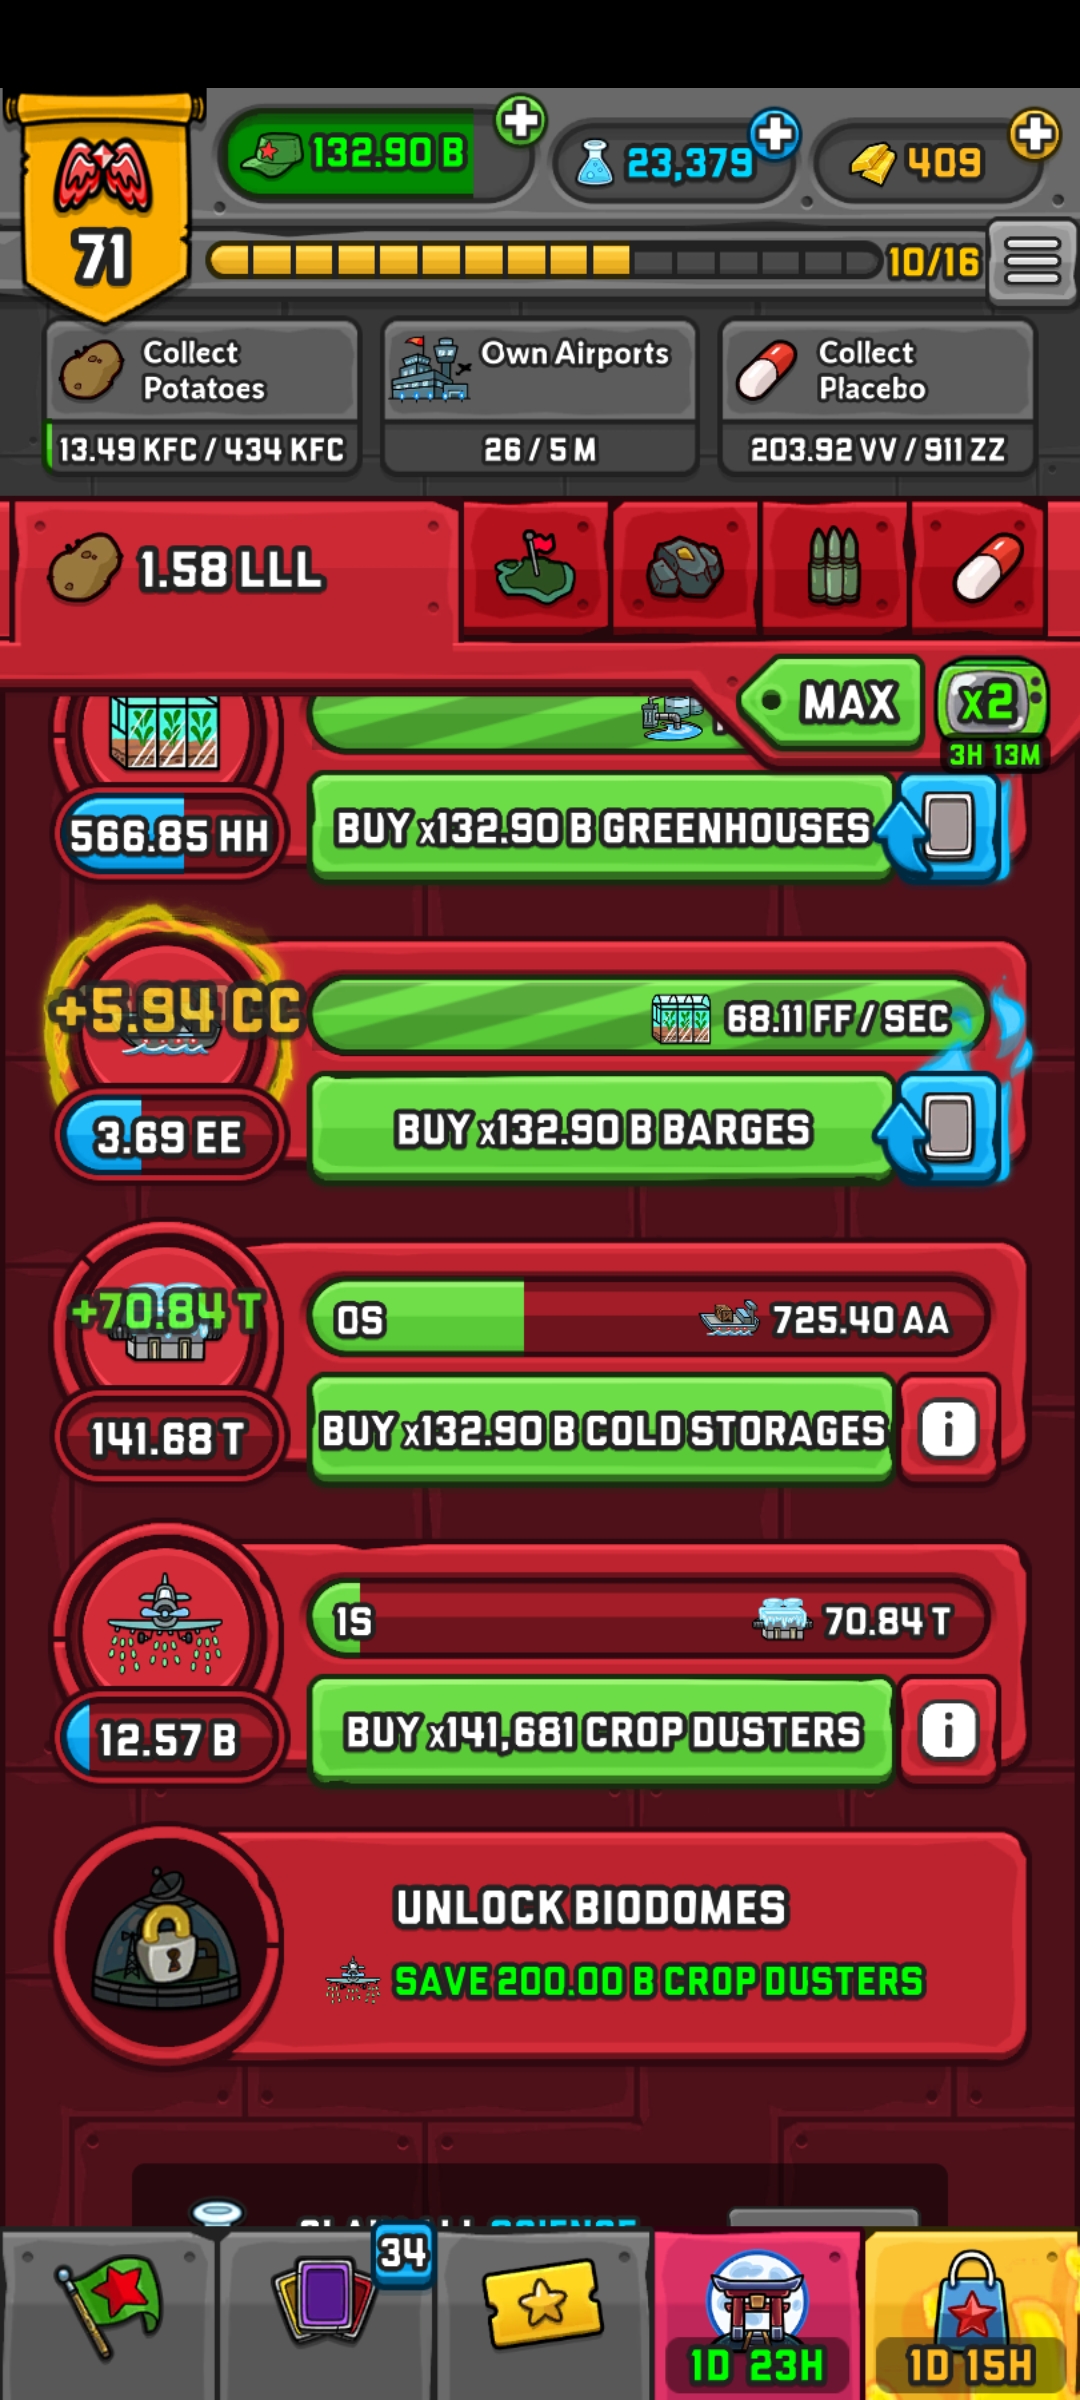 132.90 B
23,379
409
71
10/16
Collect
Potatoes
13.49 KFC / 434 KFC
Own Airports
26 / 5 M
Collect
Placebo
203.92 VV / 911 ZZ
1.58 LLL
MAX
x2
3H 13M
566.85 HH
BUY x132.90 B GREENHOUSES
+5.94 CC
68.11 FF / SEC
3.69 EE
BUY x132.90 B BARGES
+70.84 T
0S
725.40 AA
141.68 T
BUY x132.90 B COLD STORAGES
i
1S
70.84 T
12.57 B
BUY x141,681 CROP DUSTERS
i
UNLOCK BIODOMES
SAVE 200.00 B CROP DUSTERS
34
1D 23H
1D 15H